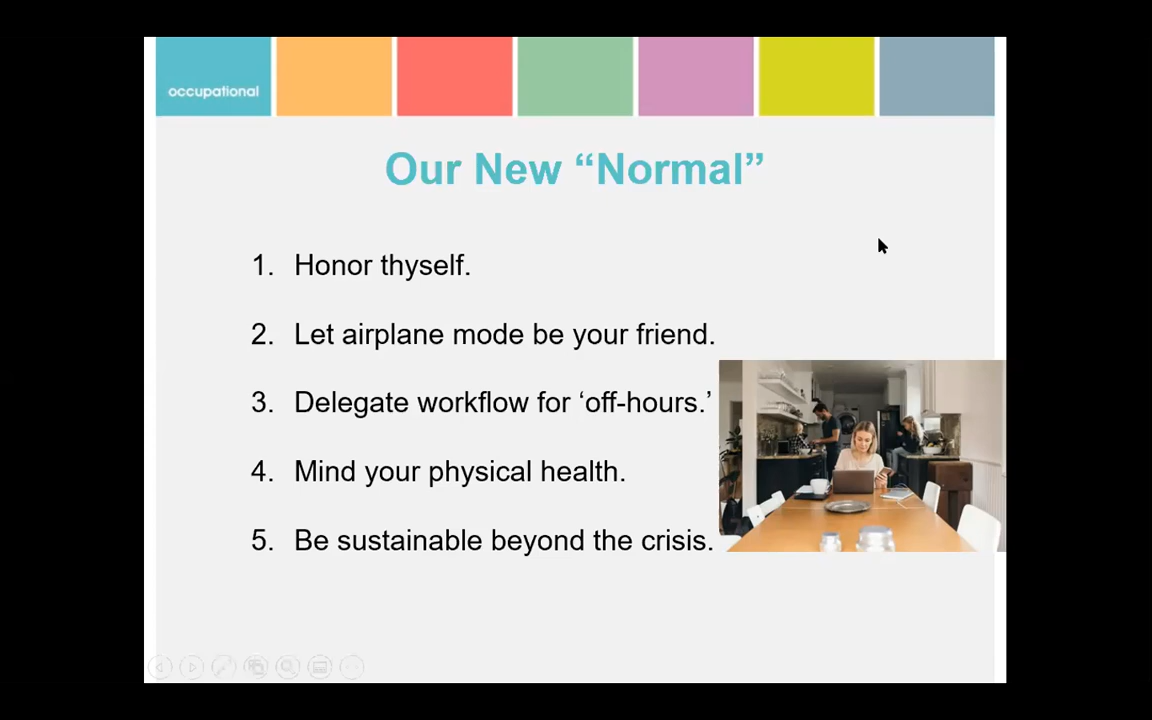 occupational
Our New “Normal”
1. Honor thyself.
2. Let airplane mode be your friend.
3. Delegate workflow for ‘off-hours.’
4. Mind your physical health.
5. Be sustainable beyond the crisis.